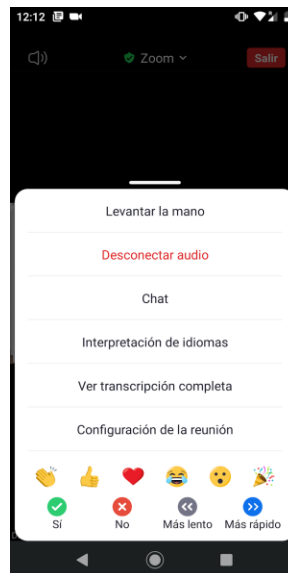 12:12
Zoom
Salir
Levantar la mano
Desconectar audio
Chat
Interpretación de idiomas
Ver transcripción completa
Configuración de la reunión
Sí No Más lento Más rápido